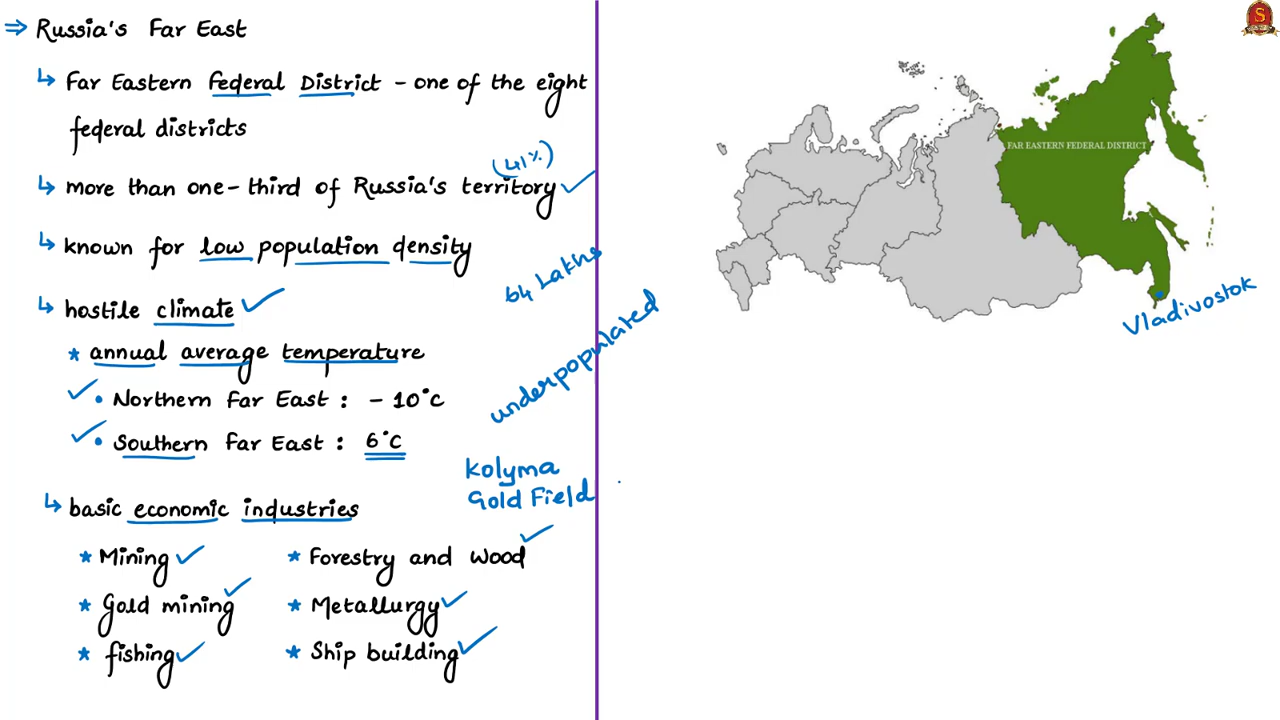 ⇒ Russia's Far East
↳ Far Eastern Federal District - one of the eight
federal districts
(41%)
↳ more than one-third of Russia's territory ✓
↳ known for low population density
64 Lakhs
↳ hostile climate ✓
underpopulated
* annual average temperature
✓ • Northern Far East : - 10°C
✓ • Southern Far East : 6°C
Kolyma
Gold Field
↳ basic economic industries
* Mining ✓ * Forestry and Wood ✓
* Gold mining ✓ * Metallurgy ✓
* fishing ✓ * Ship building ✓
FAR EASTERN FEDERAL DISTRICT
Vladivostok
S